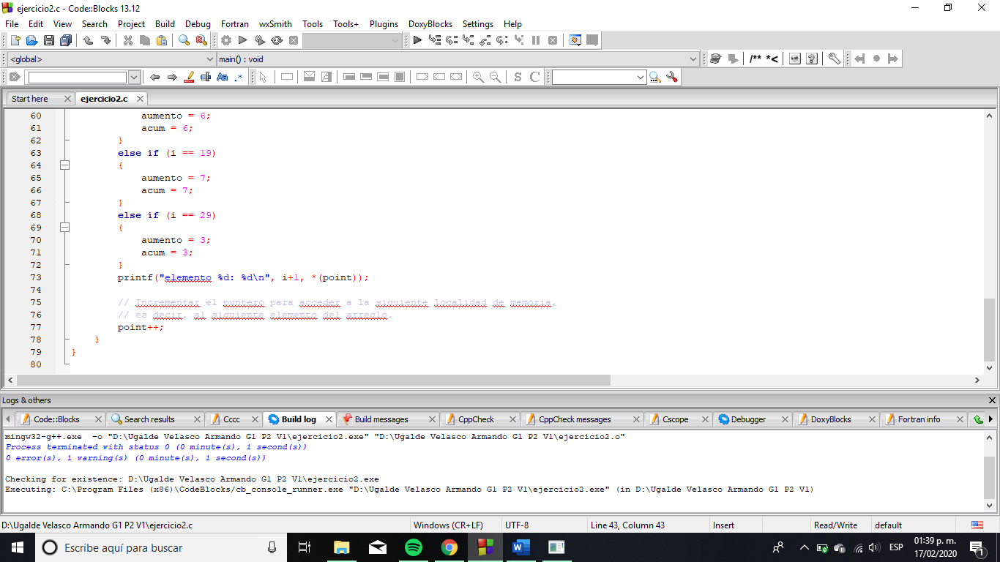 ejercicio2.c - Code::Blocks 13.12
File Edit View Search Project Build Debug Fortran wxSmith Tools Tools+ Plugins DoxyBlocks Settings Help
<global> main() : void /** *<
Aa .* S C
Start here ejercicio2.c
60 aumento = 6;
61 acum = 6;
62 }
63 else if (i == 19)
64 {
65 aumento = 7;
66 acum = 7;
67 }
68 else if (i == 29)
69 {
70 aumento = 3;
71 acum = 3;
72 }
73 printf("elemento %d: %d\n", i+1, *(point));
74
75 // Incrementar el puntero para acceder a la siguiente localidad de memoria,
76 // es decir, al siguiente elemento del arreglo.
77 point++;
78 }
79 }
80
Logs & others
Code::Blocks Search results Cccc Build log Build messages CppCheck CppCheck messages Cscope Debugger DoxyBlocks Fortran info
mingw32-g++.exe -o "D:\Ugalde Velasco Armando G1 P2 V1\ejercicio2.exe" "D:\Ugalde Velasco Armando G1 P2 V1\ejercicio2.o"
Process terminated with status 0 (0 minute(s), 1 second(s))
0 error(s), 1 warning(s) (0 minute(s), 1 second(s))
Checking for existence: D:\Ugalde Velasco Armando G1 P2 V1\ejercicio2.exe
Executing: C:\Program Files (x86)\CodeBlocks/cb_console_runner.exe "D:\Ugalde Velasco Armando G1 P2 V1\ejercicio2.exe" (in D:\Ugalde Velasco Armando G1 P2 V1)
D:\Ugalde Velasco Armando G1 P2 V1\ejercicio2.c Windows (CR+LF) UTF-8 Line 43, Column 43 Insert Read/Write default
Escribe aquí para buscar ESP 01:39 p. m.
17/02/2020 1